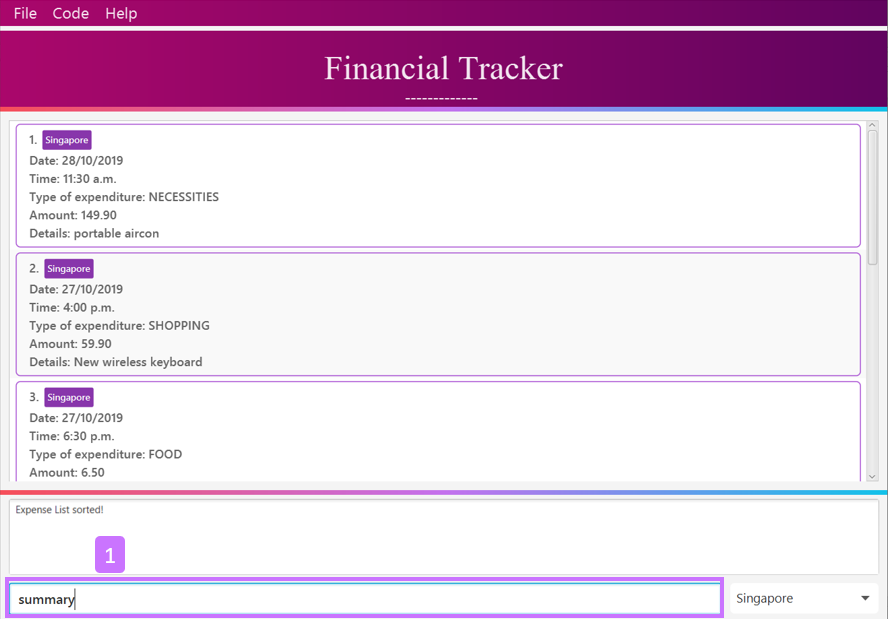 File Code Help
Financial Tracker
-------------
1. Singapore
Date: 28/10/2019
Time: 11:30 a.m.
Type of expenditure: NECESSITIES
Amount: 149.90
Details: portable aircon
2. Singapore
Date: 27/10/2019
Time: 4:00 p.m.
Type of expenditure: SHOPPING
Amount: 59.90
Details: New wireless keyboard
3. Singapore
Date: 27/10/2019
Time: 6:30 p.m.
Type of expenditure: FOOD
Amount: 6.50
Expense List sorted!
1
summary
Singapore